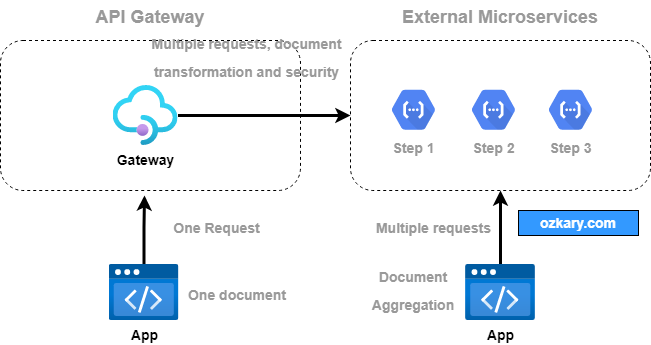 API Gateway
External Microservices
Multiple requests, document
transformation and security
Gateway
Step 1
Step 2
Step 3
One Request
Multiple requests
ozkary.com
One document
Document
Aggregation
App
App